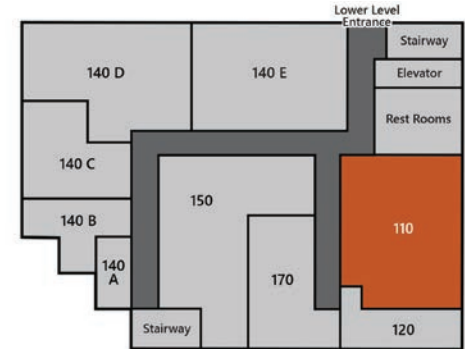 Lower Level
Entrance
Stairway
140 D
140 E
Elevator
Rest Rooms
140 C
150
140 B
110
140
A
170
Stairway
120